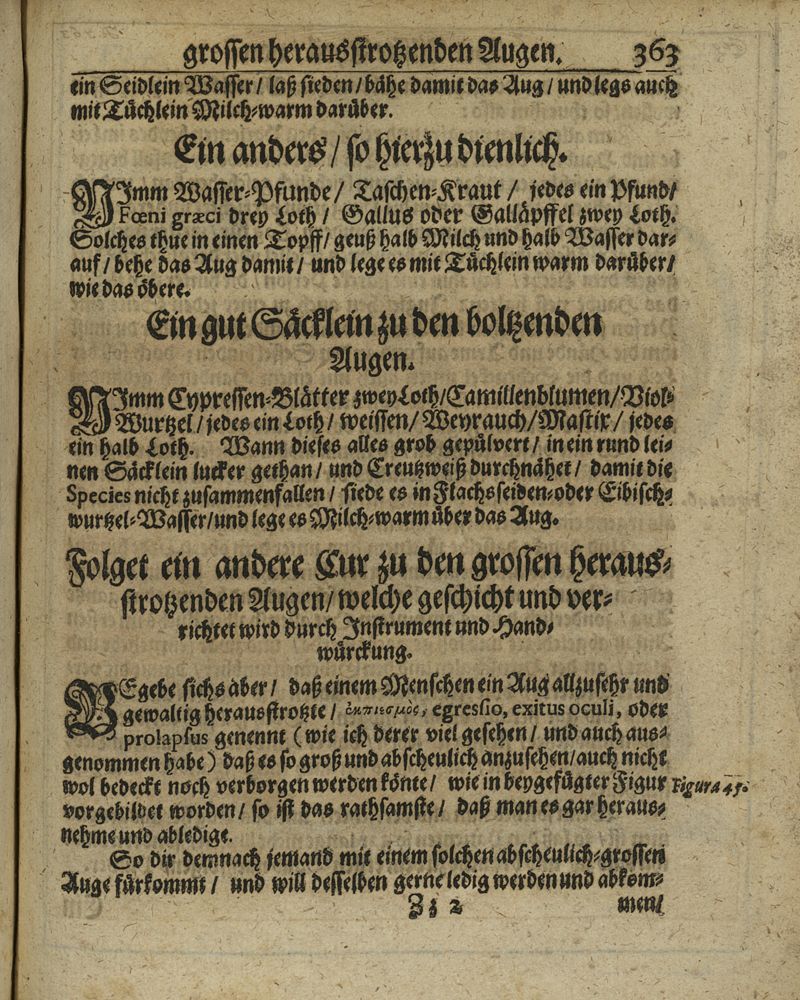 grossen herausstrotzenden Augen. 363
ein Seidlein Wasser / laß sieden / bähe damit das Aug / und legs auch
mit Tüchlein Milch-warm darüber.
Ein anders / so hierzu dienlich.
NImm Wasser-Pfunde / Taschen-Kraut / jedes ein Pfund /
Fœni græci drey Loth / Gallus oder Galläpffel zwey Loth.
Solches thue in einen Topff / geuß halb Milch und halb Wasser dar-
auf / behe das Aug damit / und lege es mit Tüchlein warm darüber /
wie das öbere.
Ein gut Säcklein zu den boltzenden
Augen.
NImm Cypressen-Blätter zwey Loth / Camillenblumen / Viol-
Wurtzel / jedes ein Loth / weissen / Weyrauch / Mastix / jedes
ein halb Loth. Wann dieses alles grob gepülvert / in ein rund lei-
nen Säcklein lucker gethan / und Creutzweiß durchnähet / damit die
Species nicht zusammenfallen / siede es in Flachsseiden- oder Eibisch-
wurtzel-Wasser / und lege es Milch-warm über das Aug.
Folget ein andere Cur zu den grossen heraus-
strotzenden Augen / welche geschicht und ver-
richtet wird durch Instrument und Hand-
würckung.
BEgebe sichs aber / daß einem Menschen ein Aug allzusehr und
gewaltig herausstrotzte / ἐκπιεσμὸς, egressio, exitus oculi, oder
prolapsus genennt (wie ich derer viel gesehen / und auch aus-
genommen habe) daß es so groß und abscheulich anzusehen / auch nicht
wol bedeckt noch verborgen werden könte / wie in beygefügter Figur Figura 45.
vorgebildet worden / so ist das rathsamste / daß man es gar heraus-
nehme und abledige.
So dir demnach jemand mit einem solchen abscheulich-grossen
Auge fürkommt / und will desselben gerne ledig werden und abkom-
Zz 2 men /